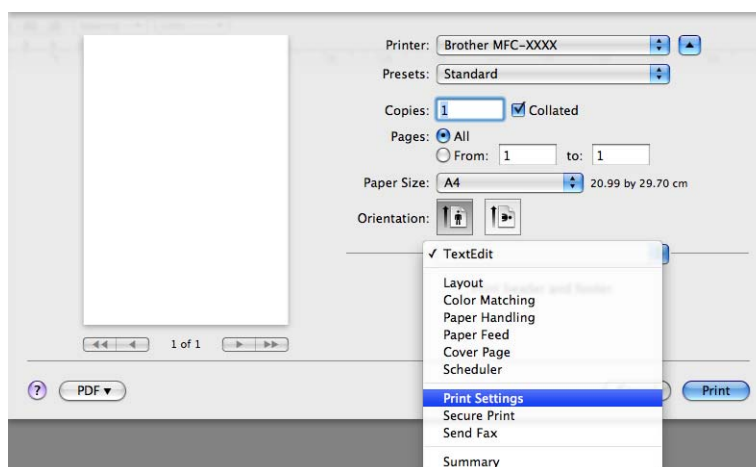 Printer: Brother MFC-XXXX
Presets: Standard
Copies: 1 Collated
Pages: All
From: 1 to: 1
Paper Size: A4 20.99 by 29.70 cm
Orientation:
✓ TextEdit
Layout
Color Matching
Paper Handling
Paper Feed
Cover Page
Scheduler
Print Settings
Secure Print
Send Fax
Summary
1 of 1
? PDF▼ Print